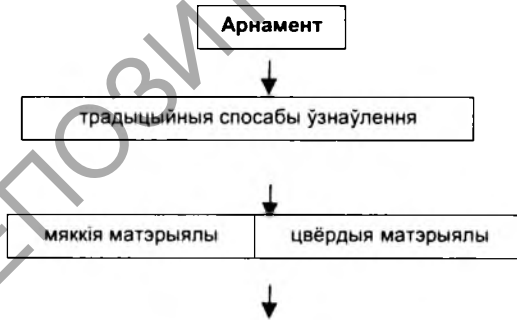 Арнамент
традыцыйныя спосабы ўзнаўлення
мяккія матэрыялы цвёрдыя матэрыялы